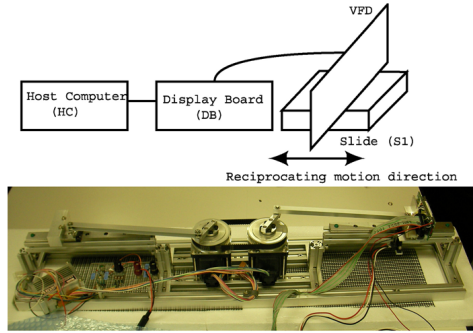 VFD
Host Computer
(HC)
Display Board
(DB)
Slide (S1)
Reciprocating motion direction